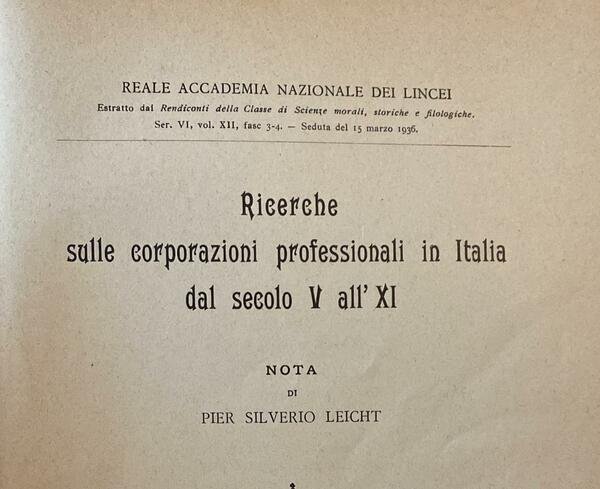 REALE ACCADEMIA NAZIONALE DEI LINCEI
Estratto dai Rendiconti della Classe di Scienze morali, storiche e filologiche.
Ser. VI, vol. XII, fasc 3-4. — Seduta del 15 marzo 1936.
Ricerche
sulle corporazioni professionali in Italia
dal secolo V all' XI
NOTA
DI
PIER SILVERIO LEICHT